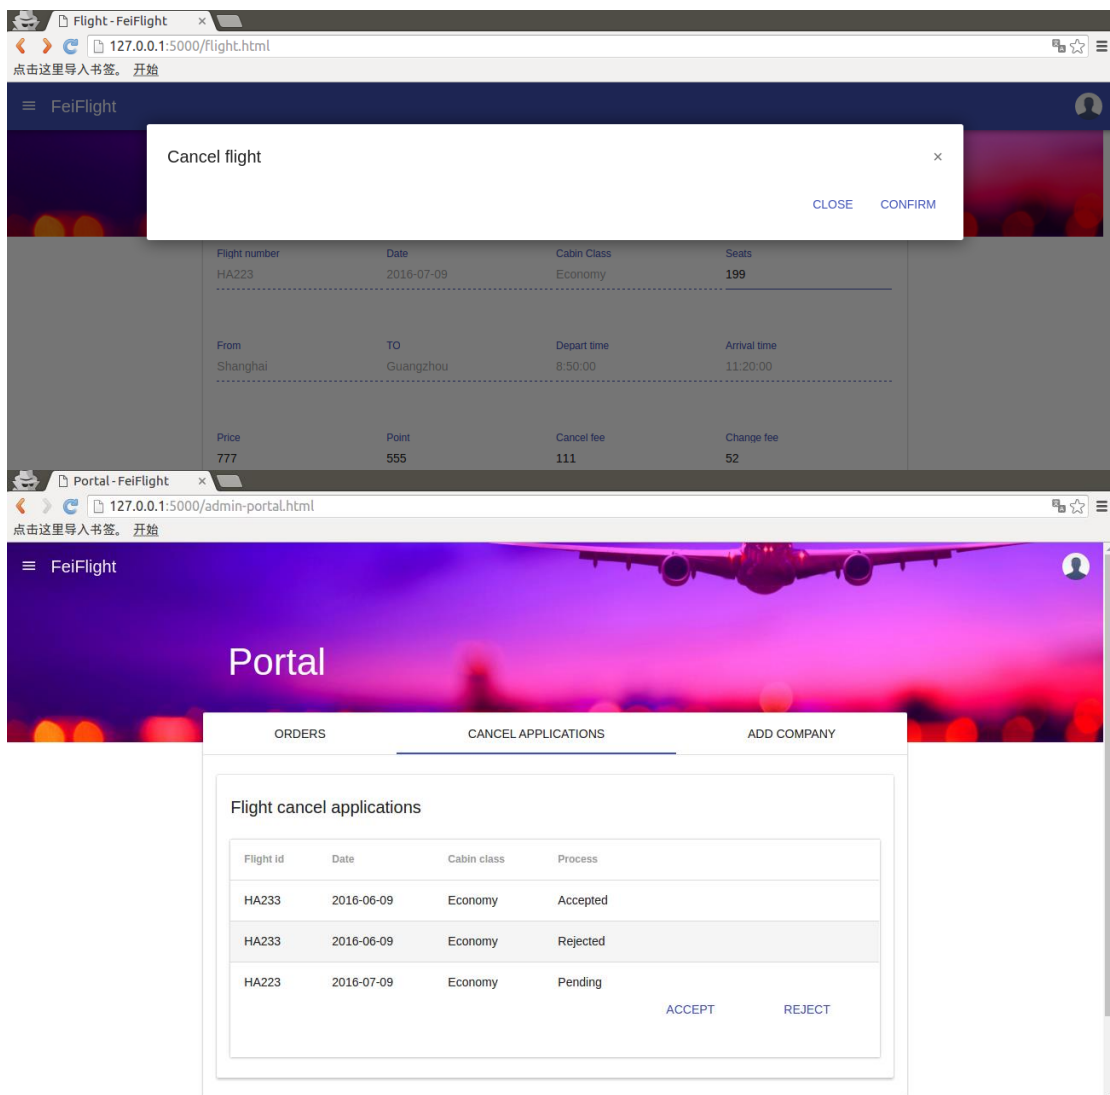 Flight - FeiFlight
127.0.0.1:5000/flight.html
点击这里导入书签。 开始
FeiFlight
Cancel flight
CLOSE CONFIRM
Flight number Date Cabin Class Seats
HA223 2016-07-09 Economy 199
From TO Depart time Arrival time
Shanghai Guangzhou 8:50:00 11:20:00
Price Point Cancel fee Change fee
777 555 111 52
Portal - FeiFlight
127.0.0.1:5000/admin-portal.html
点击这里导入书签。 开始
FeiFlight
Portal
ORDERS CANCEL APPLICATIONS ADD COMPANY
Flight cancel applications
Flight id Date Cabin class Process
HA233 2016-06-09 Economy Accepted
HA233 2016-06-09 Economy Rejected
HA223 2016-07-09 Economy Pending
ACCEPT REJECT